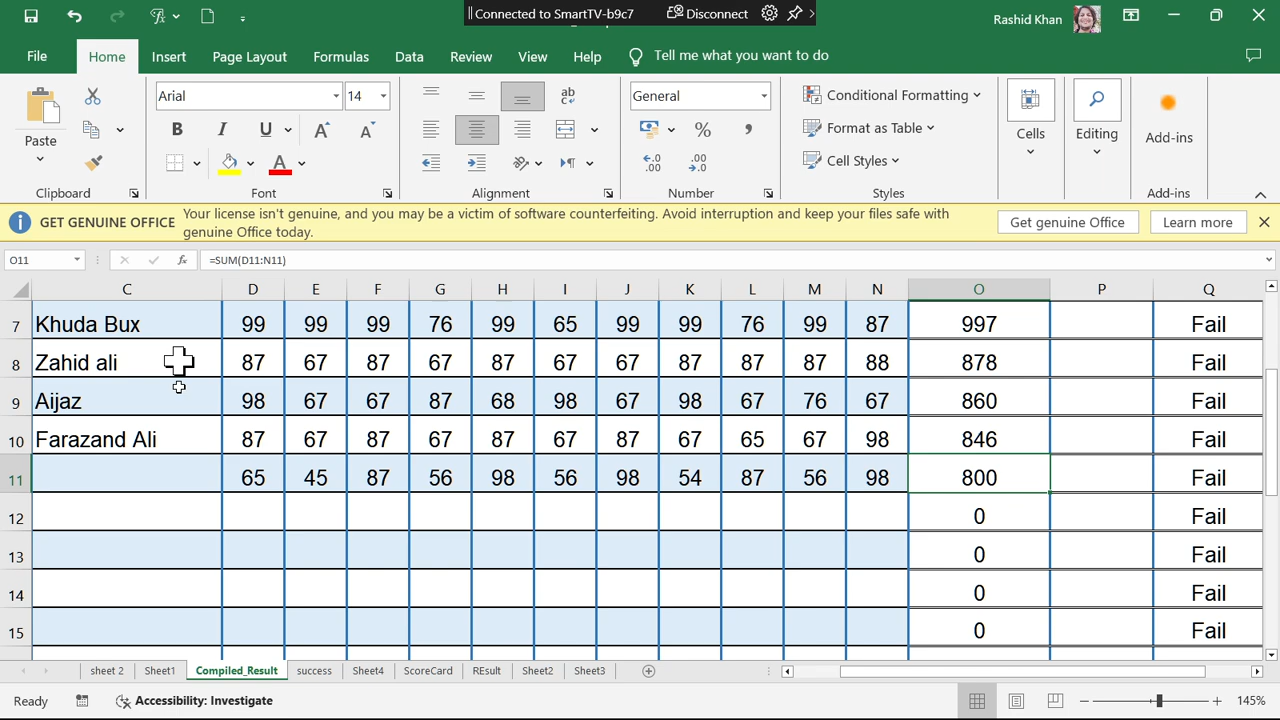 Connected to SmartTV-b9c7 Disconnect
Rashid Khan
File Home Insert Page Layout Formulas Data Review View Help Tell me what you want to do
Paste
Clipboard
Arial 14
B I U A A
A
Font
ab
c
Alignment
General
% ,
Number
Conditional Formatting
Format as Table
Cell Styles
Styles
Cells
Editing
Add-ins
Add-ins
GET GENUINE OFFICE Your license isn't genuine, and you may be a victim of software counterfeiting. Avoid interruption and keep your files safe with
genuine Office today.
Get genuine Office Learn more
O11 fx =SUM(D11:N11)
C D E F G H I J K L M N O P Q
7 Khuda Bux 99 99 99 76 99 65 99 99 76 99 87 997 Fail
8 Zahid ali 87 67 87 67 87 67 67 87 87 87 88 878 Fail
9 Aijaz 98 67 67 87 68 98 67 98 67 76 67 860 Fail
10 Farazand Ali 87 67 87 67 87 67 87 67 65 67 98 846 Fail
11 65 45 87 56 98 56 98 54 87 56 98 800 Fail
12 0 Fail
13 0 Fail
14 0 Fail
15 0 Fail
sheet 2 Sheet1 Compiled_Result success Sheet4 ScoreCard REsult Sheet2 Sheet3
Ready Accessibility: Investigate 145%